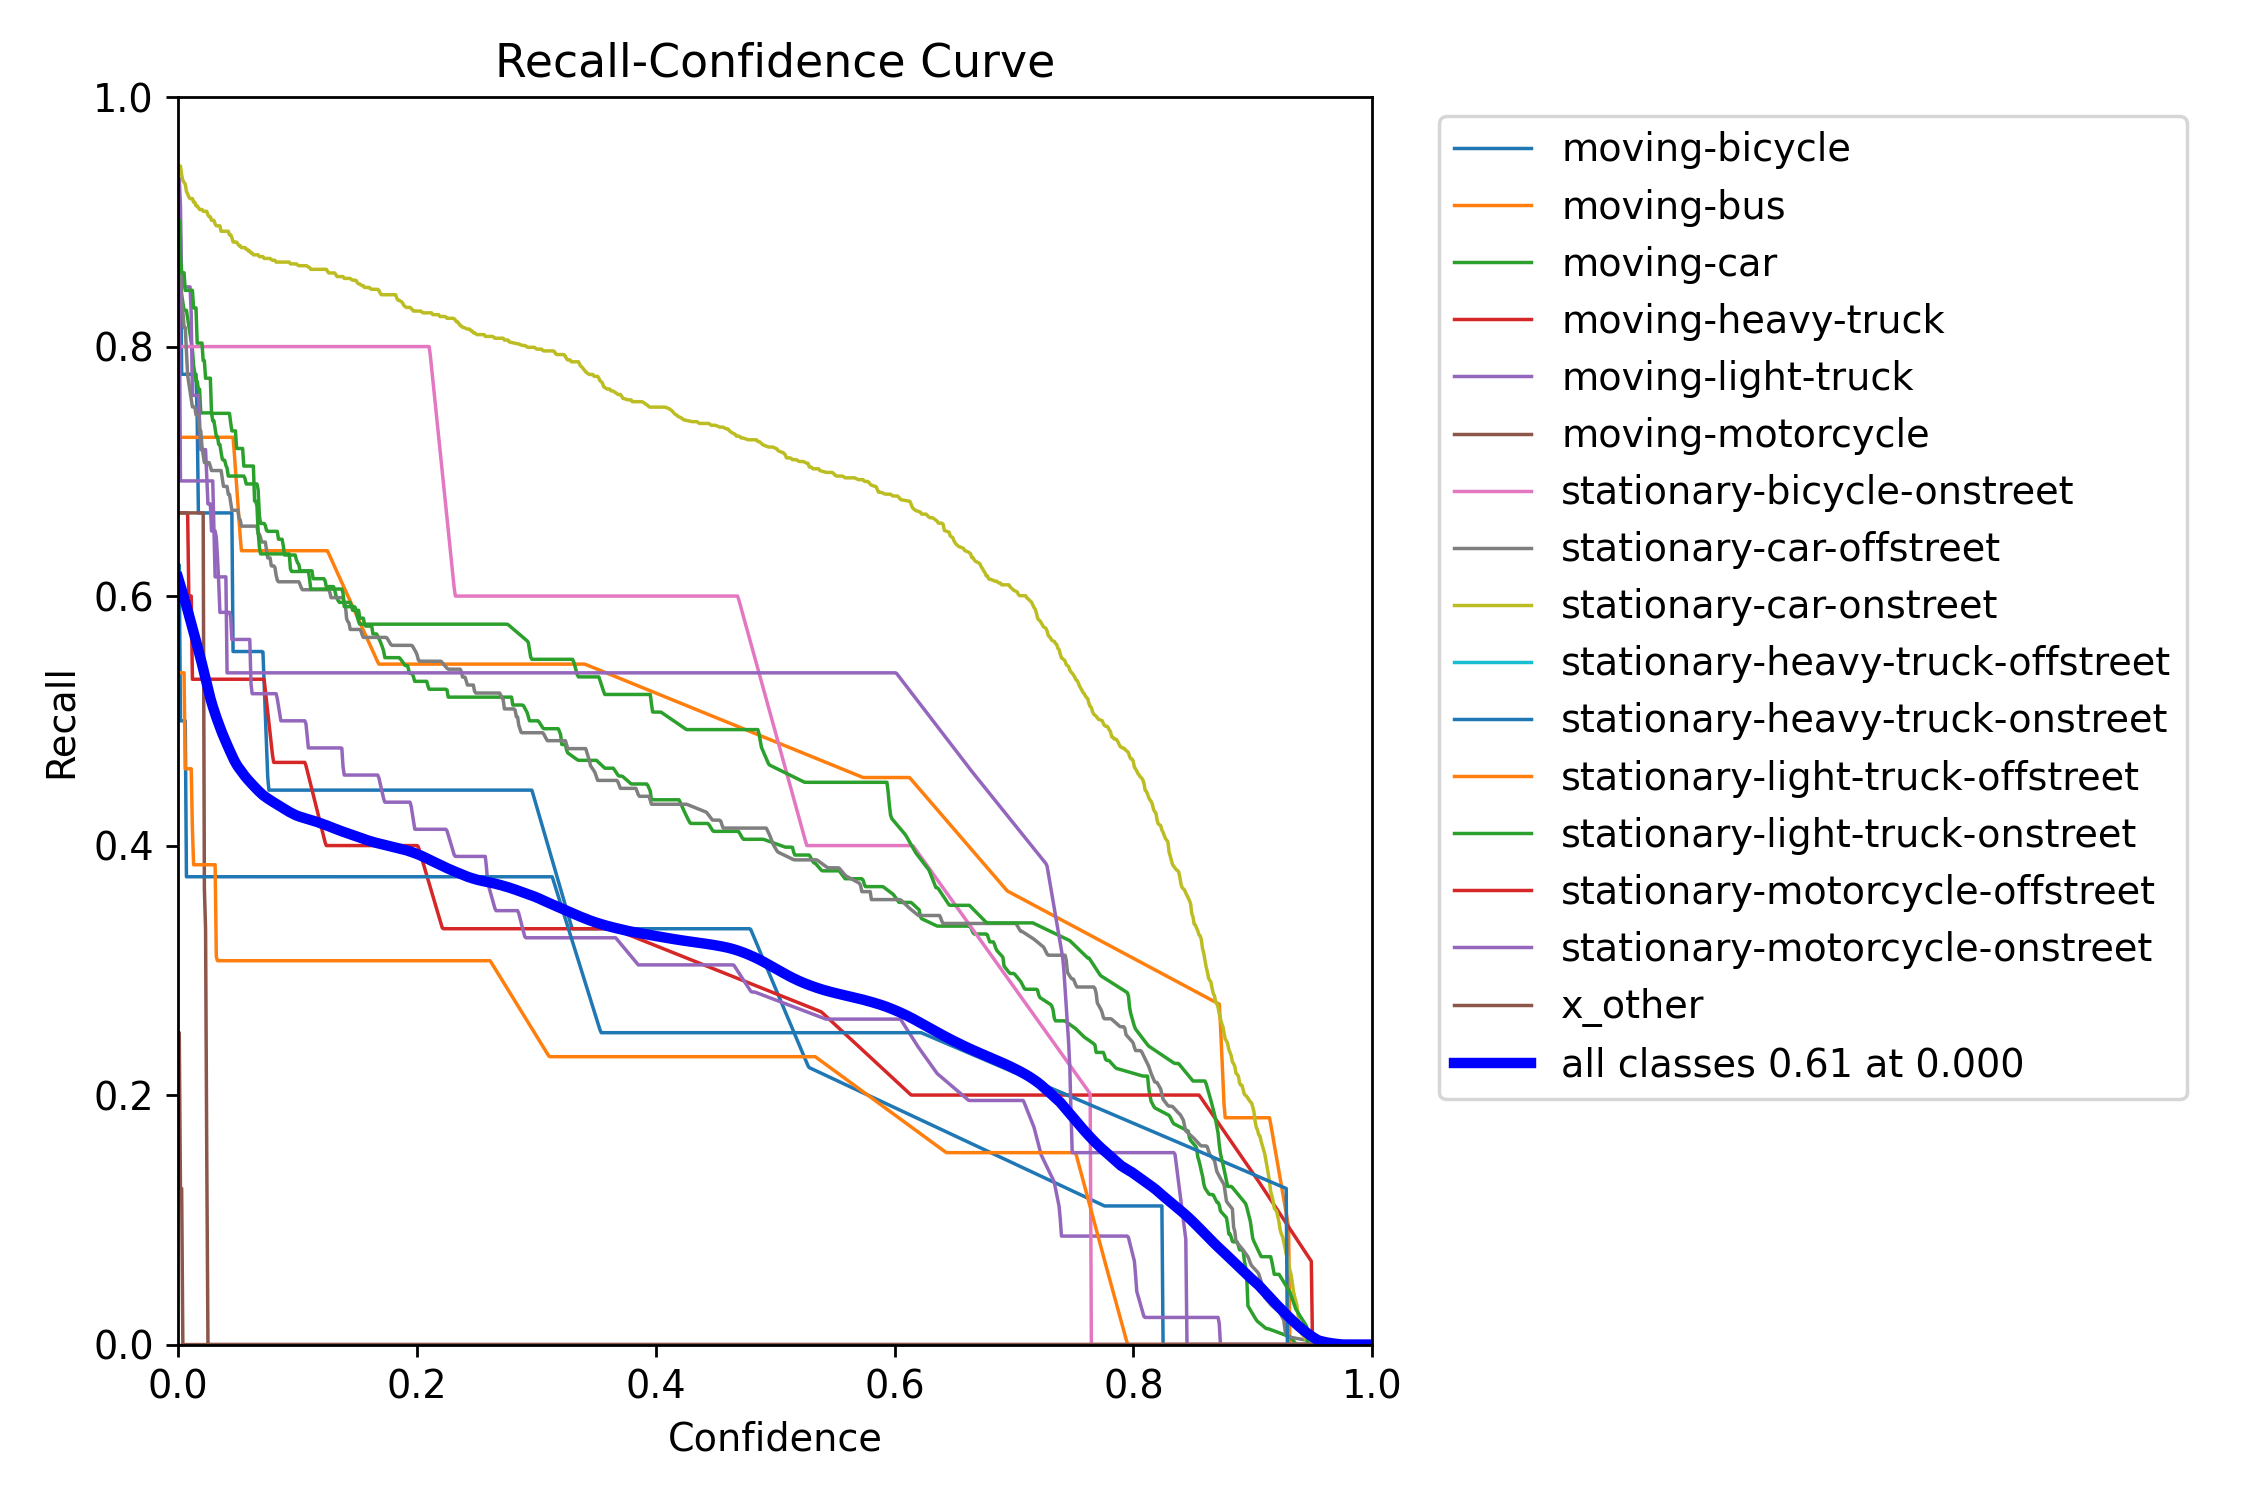 Recall-Confidence Curve
1.0
0.8
0.6
0.4
0.2
0.0
Recall
0.0 0.2 0.4 0.6 0.8 1.0
Confidence
moving-bicycle
moving-bus
moving-car
moving-heavy-truck
moving-light-truck
moving-motorcycle
stationary-bicycle-onstreet
stationary-car-offstreet
stationary-car-onstreet
stationary-heavy-truck-offstreet
stationary-heavy-truck-onstreet
stationary-light-truck-offstreet
stationary-light-truck-onstreet
stationary-motorcycle-offstreet
stationary-motorcycle-onstreet
x_other
all classes 0.61 at 0.000